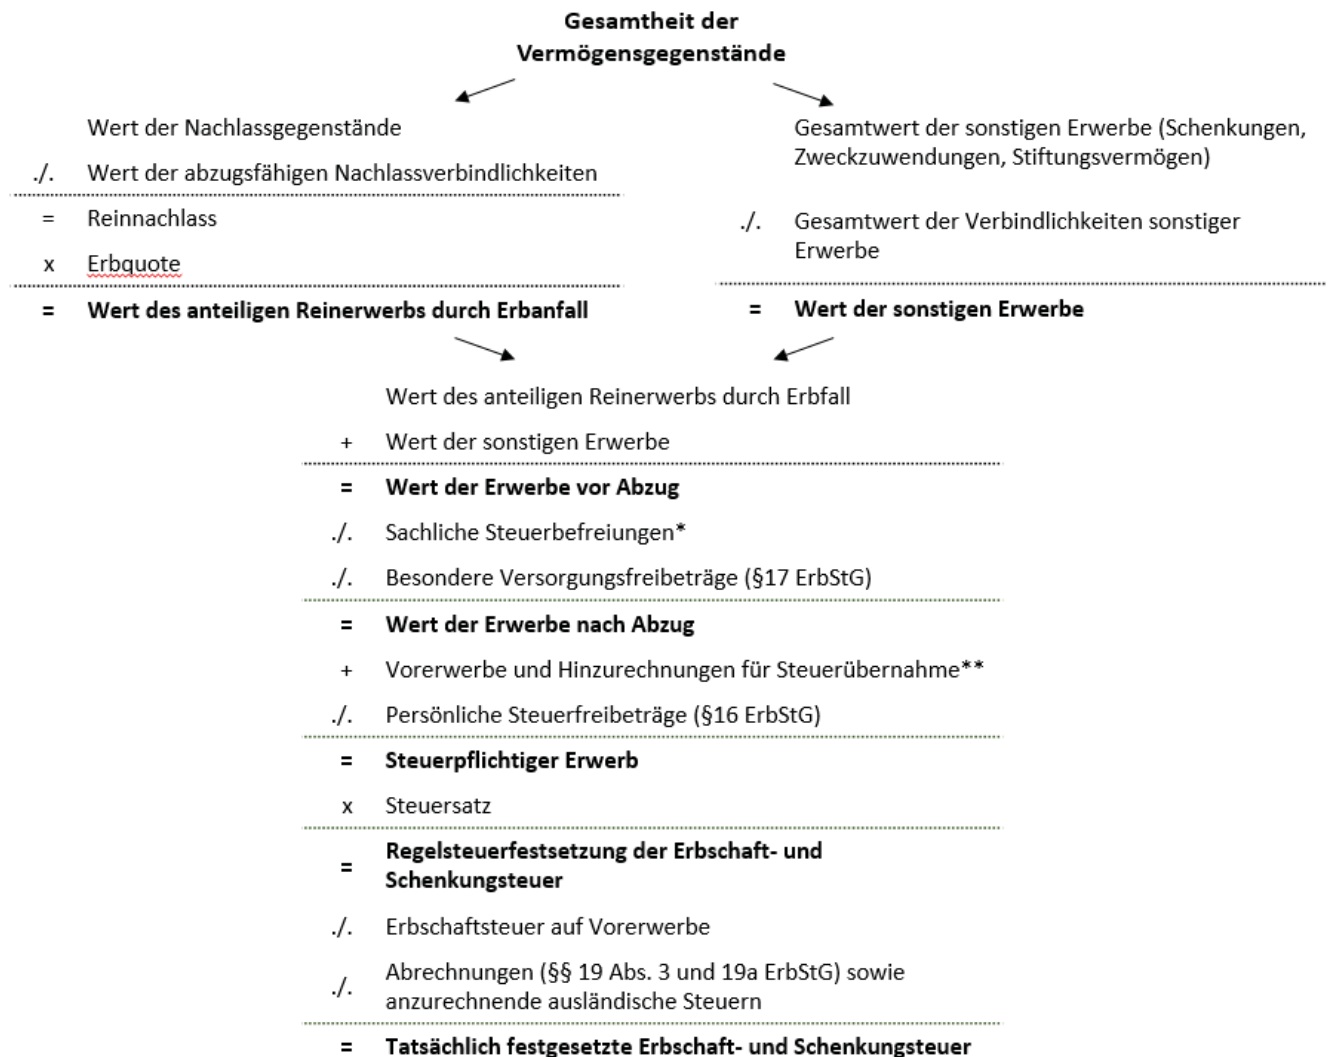 Gesamtheit der
Vermögensgegenstände
Wert der Nachlassgegenstände
./. Wert der abzugsfähigen Nachlassverbindlichkeiten
= Reinnachlass
x Erbquote
= Wert des anteiligen Reinerwerbs durch Erbanfall
Gesamtwert der sonstigen Erwerbe (Schenkungen,
Zweckzuwendungen, Stiftungsvermögen)
./. Gesamtwert der Verbindlichkeiten sonstiger
Erwerbe
= Wert der sonstigen Erwerbe
Wert des anteiligen Reinerwerbs durch Erbfall
+ Wert der sonstigen Erwerbe
= Wert der Erwerbe vor Abzug
./. Sachliche Steuerbefreiungen*
./. Besondere Versorgungsfreibeträge (§17 ErbStG)
= Wert der Erwerbe nach Abzug
+ Vorerwerbe und Hinzurechnungen für Steuerübernahme**
./. Persönliche Steuerfreibeträge (§16 ErbStG)
= Steuerpflichtiger Erwerb
x Steuersatz
= Regelsteuerfestsetzung der Erbschaft- und
Schenkungsteuer
./. Erbschaftsteuer auf Vorerwerbe
./. Abrechnungen (§§ 19 Abs. 3 und 19a ErbStG) sowie
anzurechnende ausländische Steuern
= Tatsächlich festgesetzte Erbschaft- und Schenkungsteuer